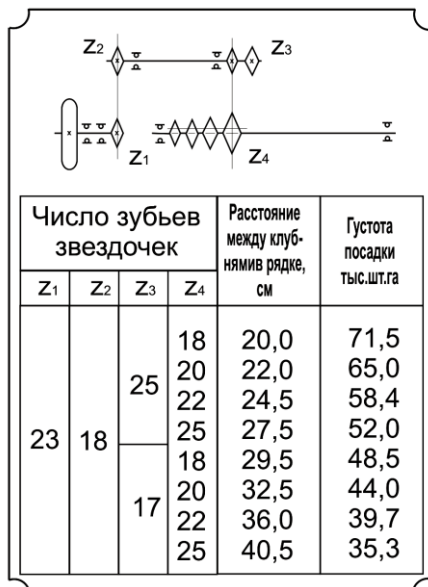 Z2 Z3
Z1 Z4
Число зубьев звездочек
Расстояние между клуб-нямив рядке, см
Густота посадки тыс.шт.га
Z1 Z2 Z3 Z4
23 18 25 18 20,0 71,5
20 22,0 65,0
22 24,5 58,4
25 27,5 52,0
17 18 29,5 48,5
20 32,5 44,0
22 36,0 39,7
25 40,5 35,3